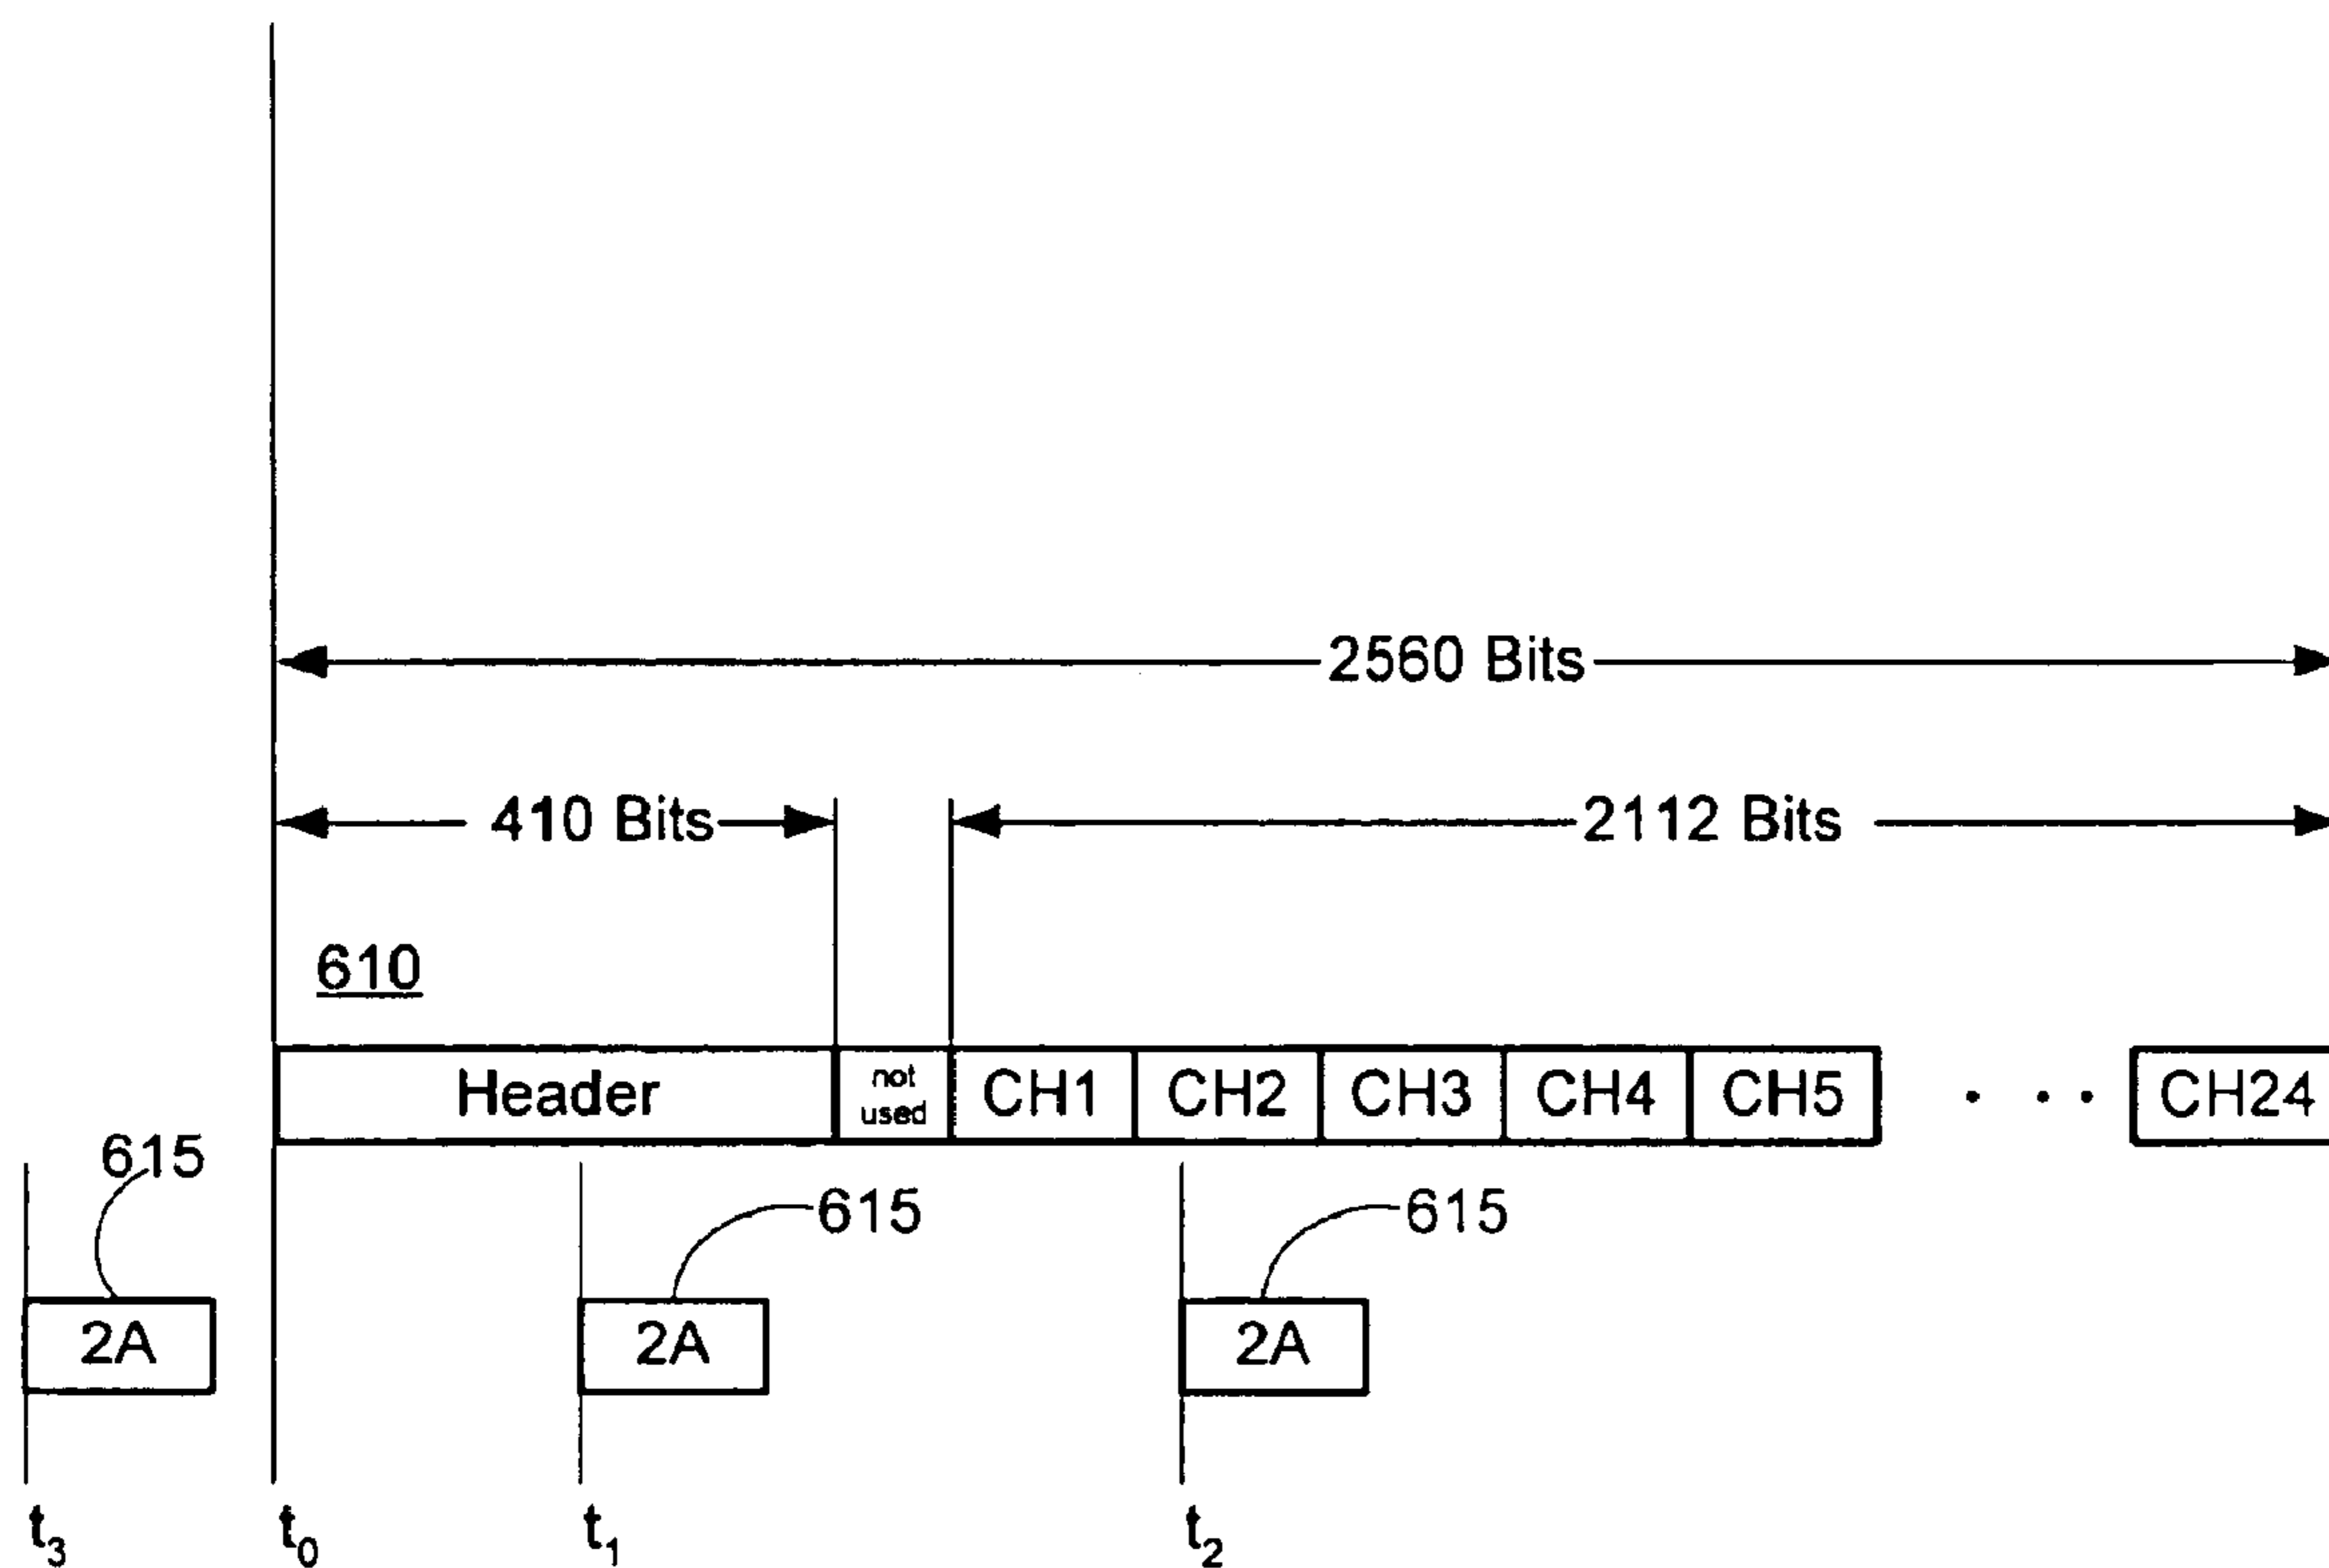 2560 Bits
410 Bits
2112 Bits
610
Header
not
used
CH1
CH2
CH3
CH4
CH5
. . .
CH24
615
615
615
2A
2A
2A
t3
t0
t1
t2